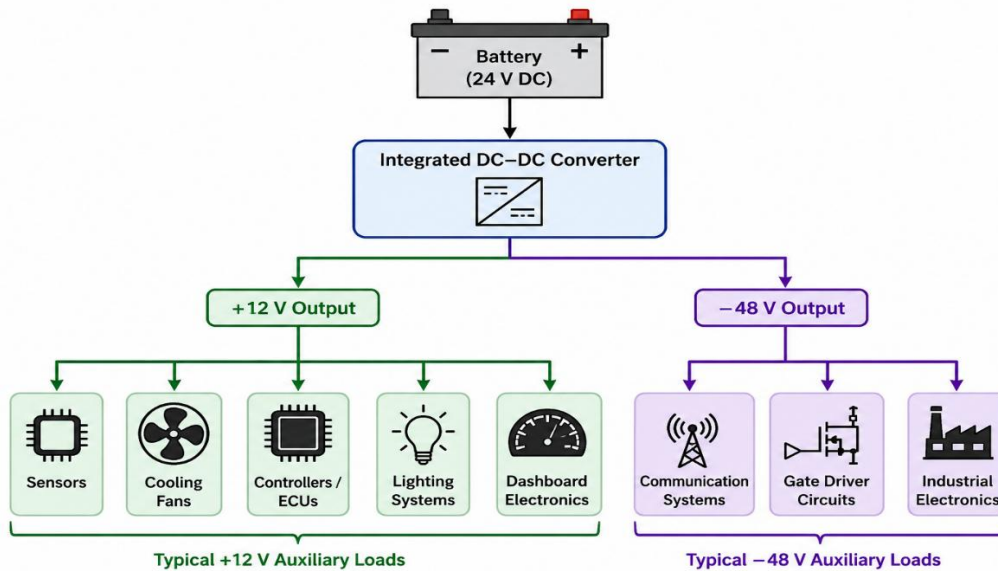 − +
Battery
(24 V DC)
Integrated DC–DC Converter
+12 V Output
−48 V Output
Sensors
Cooling
Fans
Controllers /
ECUs
Lighting
Systems
Dashboard
Electronics
Communication
Systems
Gate Driver
Circuits
Industrial
Electronics
Typical +12 V Auxiliary Loads
Typical −48 V Auxiliary Loads